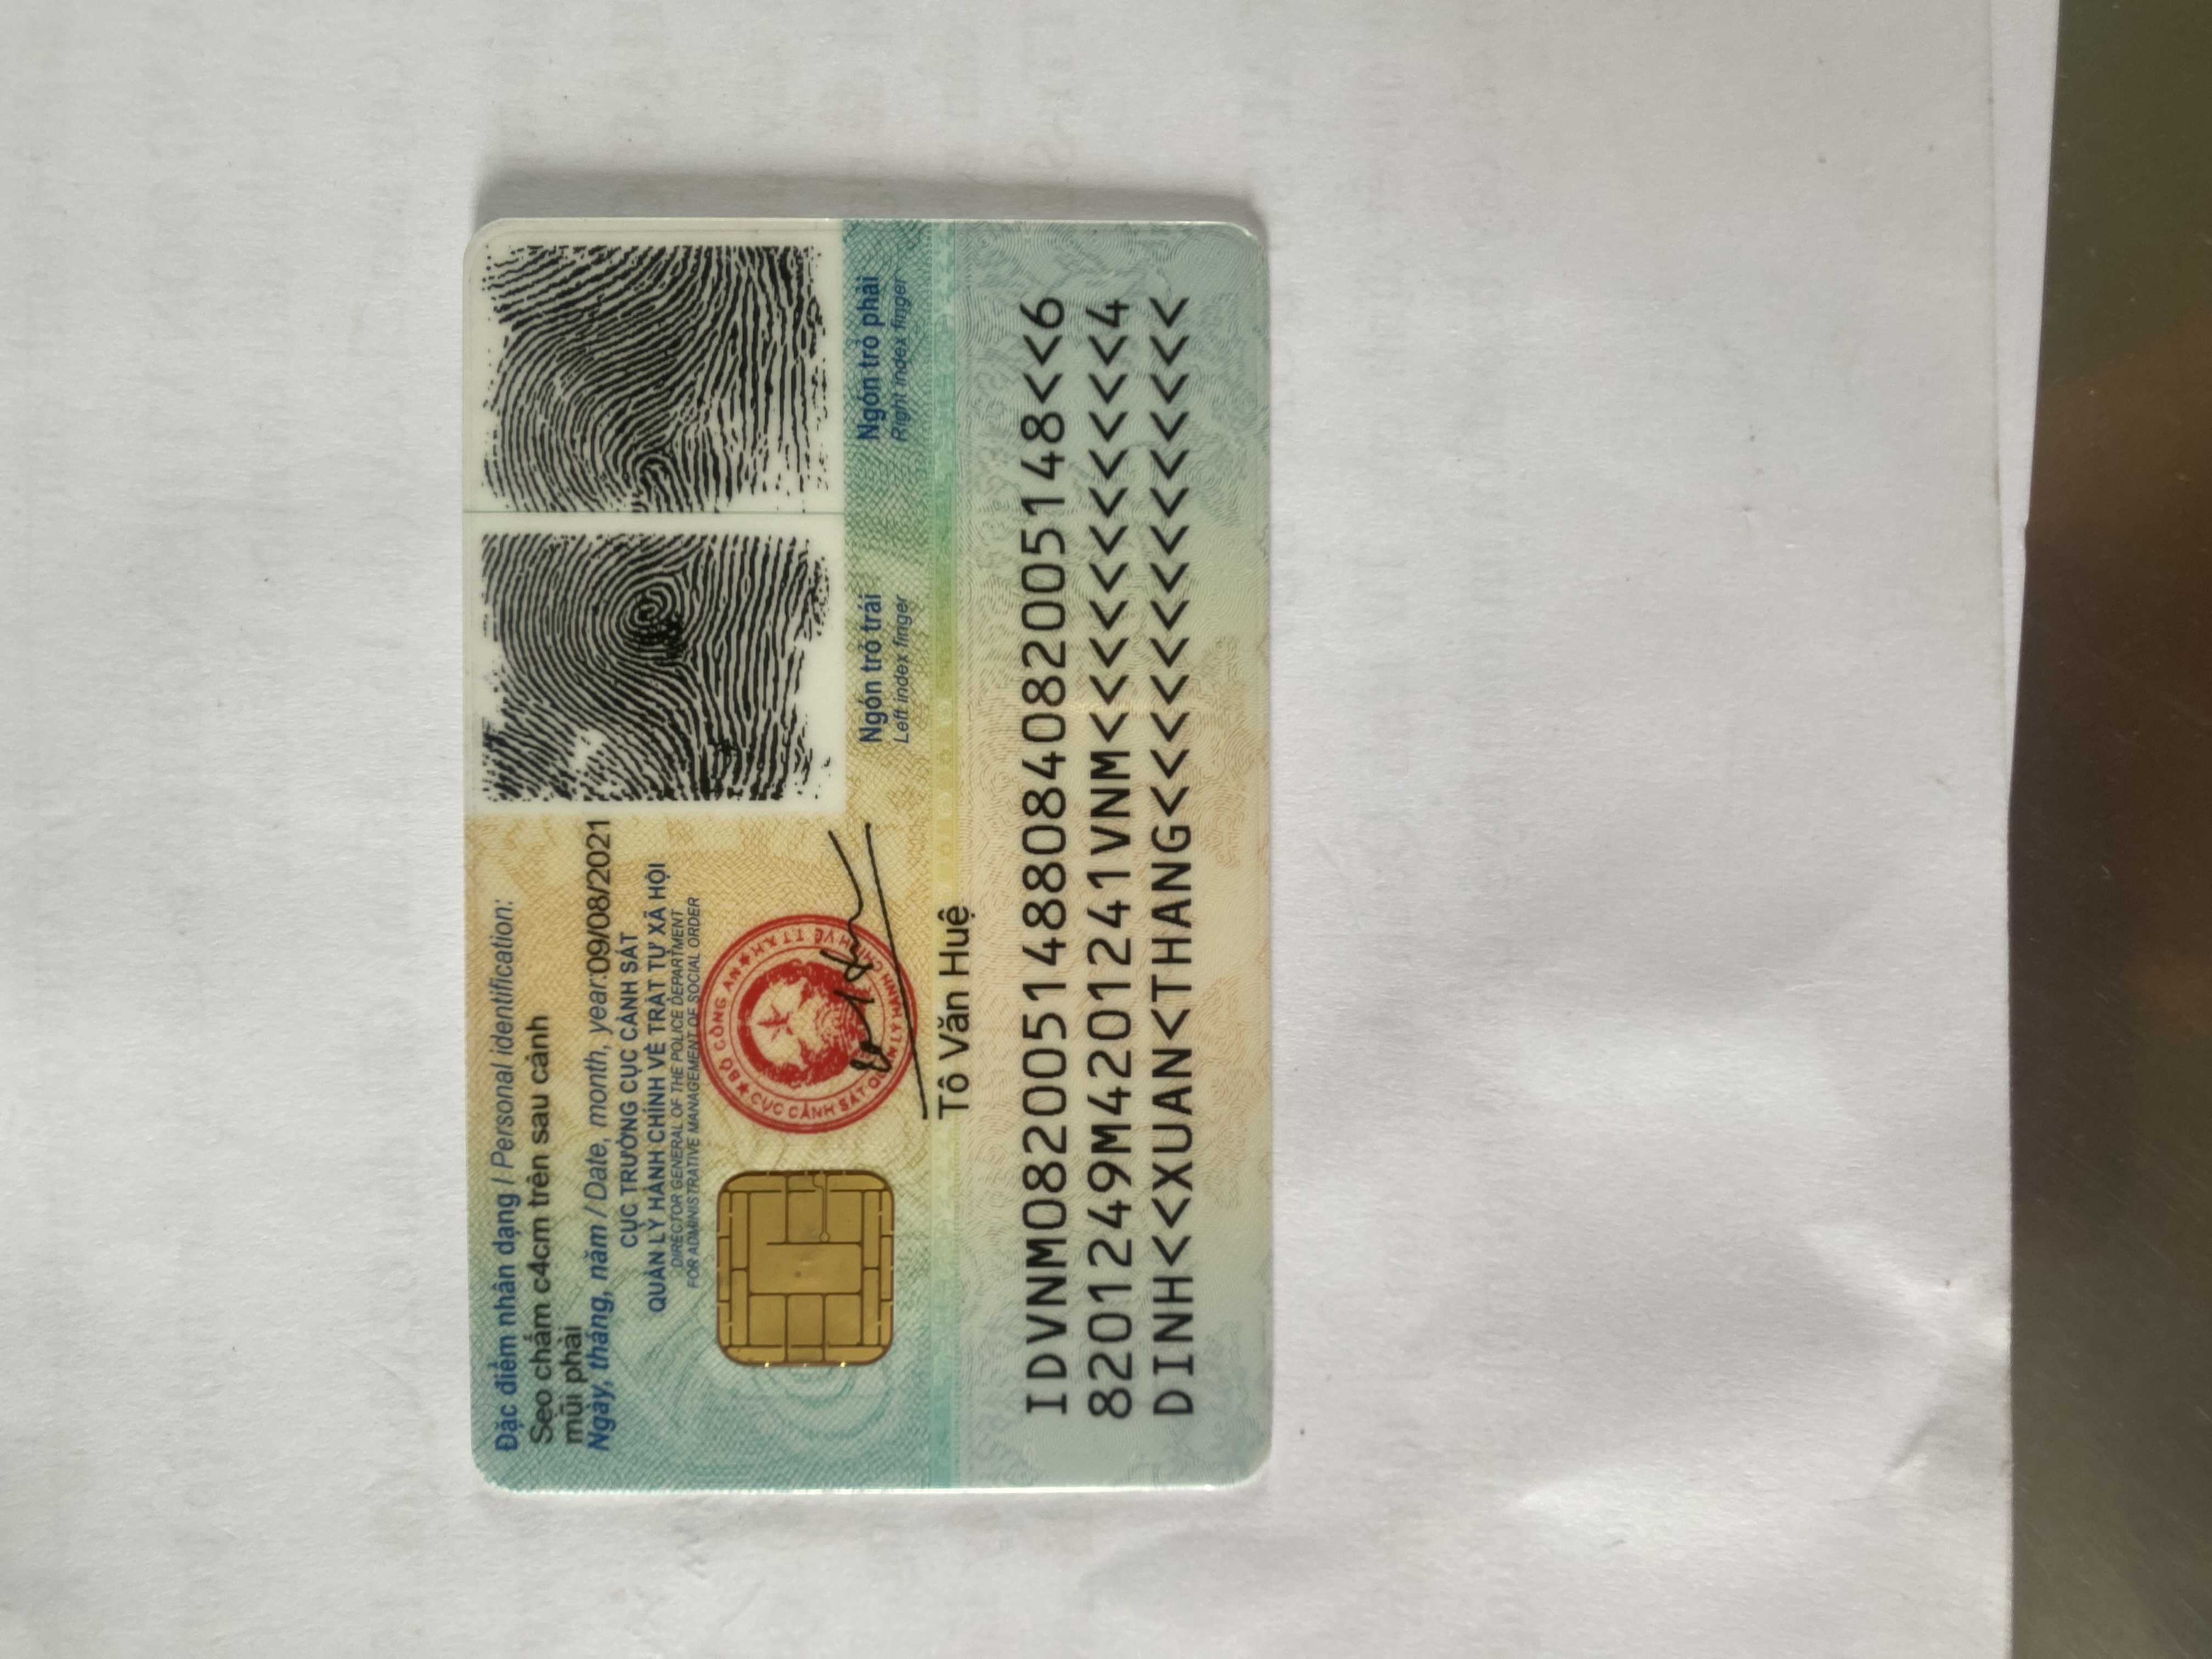 Đặc điểm nhân dạng / Personal identification:
Sẹo chấm c4cm trên sau cánh
mũi phải
Ngày, tháng, năm / Date, month, year:09/08/2021
CỤC TRƯỞNG CỤC CẢNH SÁT
QUẢN LÝ HÀNH CHÍNH VỀ TRẬT TỰ XÃ HỘI
DIRECTOR GENERAL OF THE POLICE DEPARTMENT
FOR ADMINISTRATIVE MANAGEMENT OF SOCIAL ORDER
BỘ CÔNG AN
CỤC CẢNH SÁT QUẢN LÝ HÀNH CHÍNH VỀ TTXH
Tô Văn Huệ
Ngón trỏ trái
Left index finger
Ngón trỏ phải
Right index finger
IDVNM0820051488084082005148<<6
8201249M4201241VNM<<<<<<<<<<<4
DINH<<XUAN<THANG<<<<<<<<<<<<<<